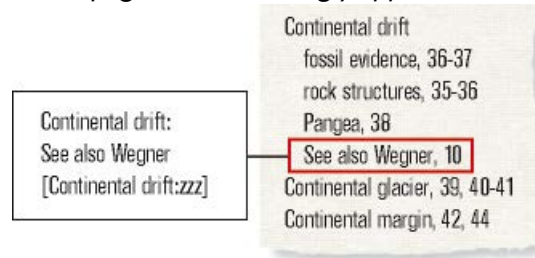 Continental drift:
See also Wegner
[Continental drift:zzz]
Continental drift
fossil evidence, 36-37
rock structures, 35-36
Pangea, 38
See also Wegner, 10
Continental glacier, 39, 40-41
Continental margin, 42, 44